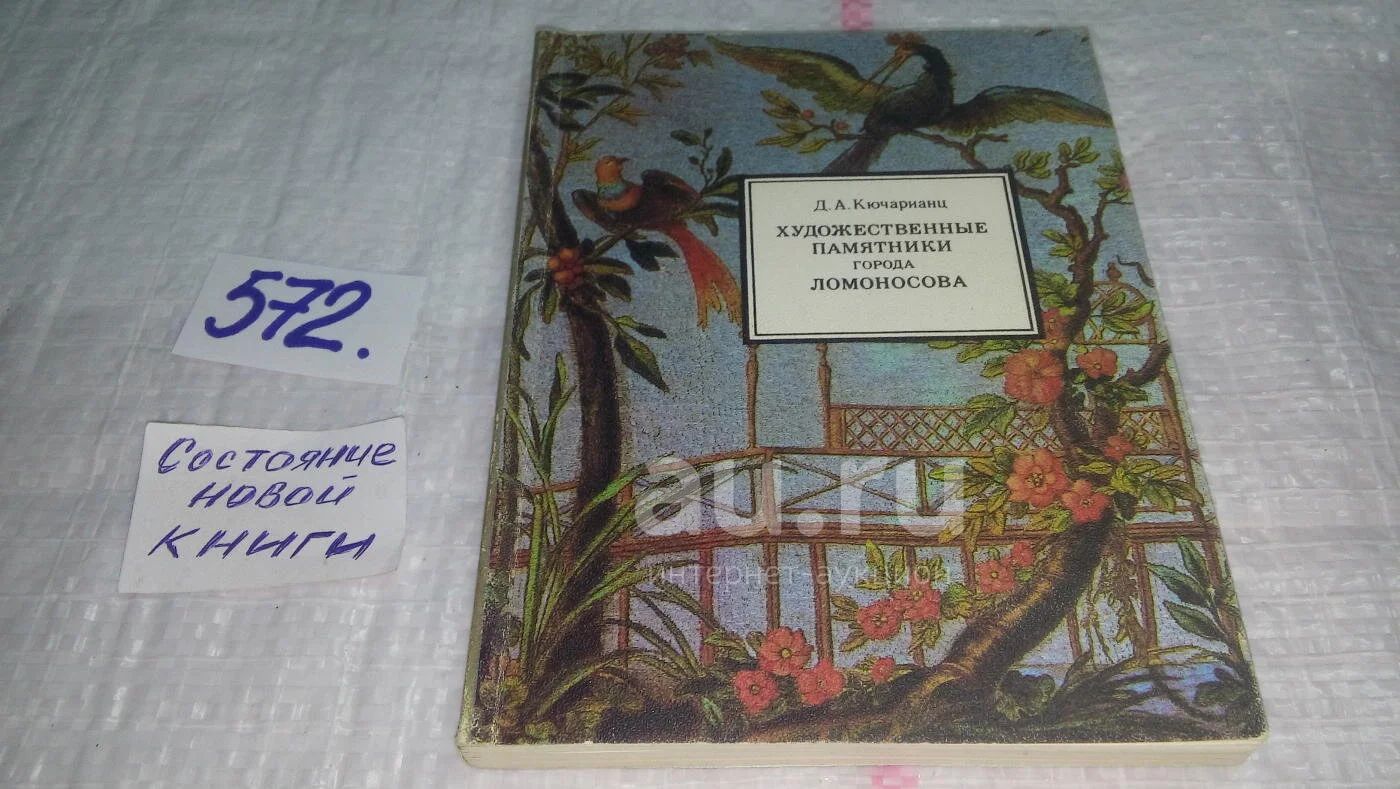 Д. А. Кючарианц
ХУДОЖЕСТВЕННЫЕ
ПАМЯТНИКИ
ГОРОДА
ЛОМОНОСОВА
572.
Состояние
новой
книги
au.ru
интернет-аукцион